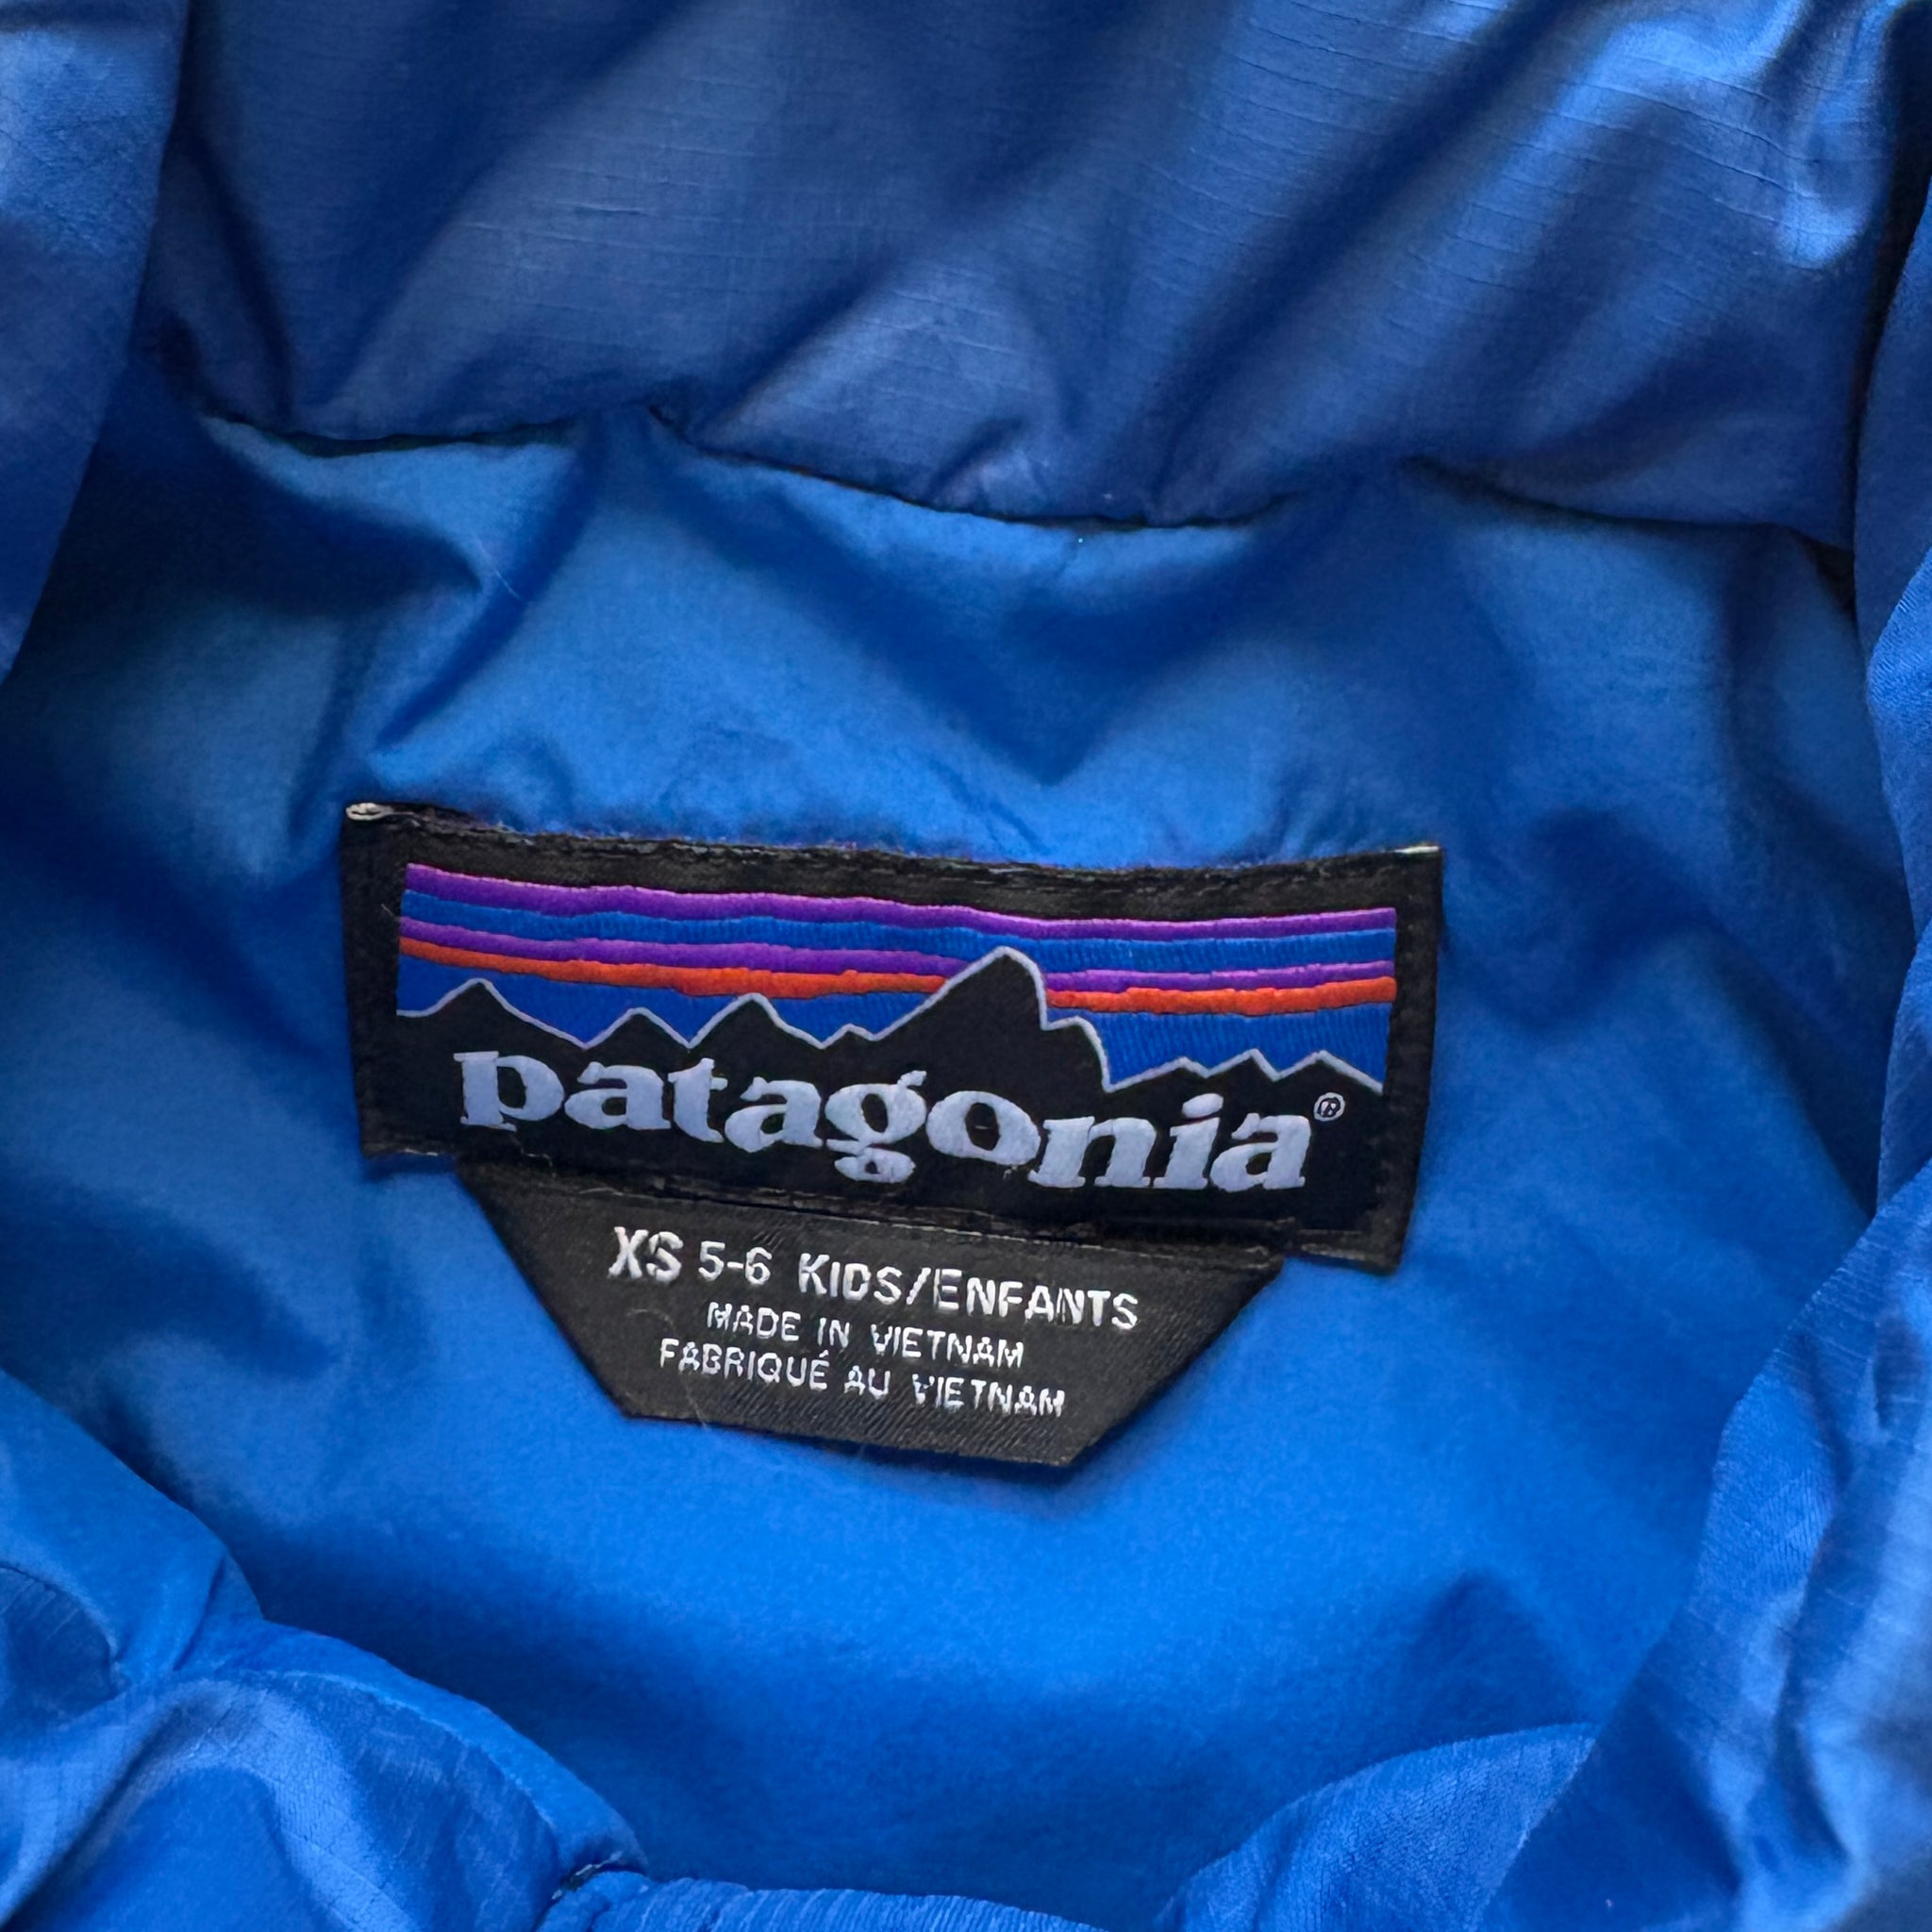 patagonia®
XS 5-6 KIDS/ENFANTS
MADE IN VIETNAM
FABRIQUÉ AU VIETNAM